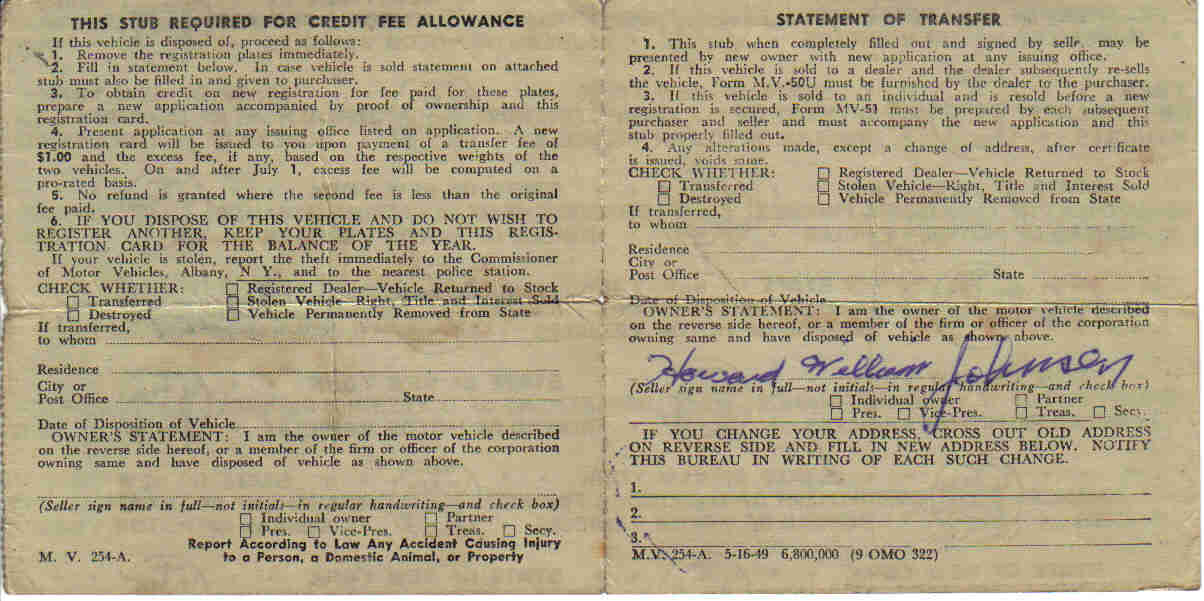 THIS STUB REQUIRED FOR CREDIT FEE ALLOWANCE
If this vehicle is disposed of, proceed as follows:
1. Remove the registration plates immediately.
2. Fill in statement below. In case vehicle is sold statement on attached
stub must also be filled in and given to purchaser.
3. To obtain credit on new registration for fee paid for these plates,
prepare a new application accompanied by proof of ownership and this
registration card.
4. Present application at any issuing office listed on application. A new
registration card will be issued to you upon payment of a transfer fee of
$1.00 and the excess fee, if any, based on the respective weights of the
two vehicles. On and after July 1, excess fee will be computed on a
pro-rated basis.
5. No refund is granted where the second fee is less than the original
fee paid.
6. IF YOU DISPOSE OF THIS VEHICLE AND DO NOT WISH TO
REGISTER ANOTHER, KEEP YOUR PLATES AND THIS REGIS-
TRATION CARD FOR THE BALANCE OF THE YEAR.
If your vehicle is stolen, report the theft immediately to the Commissioner
of Motor Vehicles, Albany, N Y., and to the nearest police station.
CHECK WHETHER: Registered Dealer—Vehicle Returned to Stock
Transferred Stolen Vehicle—Right, Title and Interest Sold
Destroyed Vehicle Permanently Removed from State
If transferred,
to whom
Residence
City or
Post Office State
Date of Disposition of Vehicle
OWNER'S STATEMENT: I am the owner of the motor vehicle described
on the reverse side hereof, or a member of the firm or officer of the corporation
owning same and have disposed of vehicle as shown above.
(Seller sign name in full—not initials—in regular handwriting—and check box)
Individual owner Partner
Pres. Vice-Pres. Treas. Secy.
Report According to Law Any Accident Causing Injury
M. V. 254-A. to a Person, a Domestic Animal, or Property
STATEMENT OF TRANSFER
1. This stub when completely filled out and signed by selle, may be
presented by new owner with new application at any issuing office.
2. If this vehicle is sold to a dealer and the dealer subsequently re-sells
the vehicle, Form M.V.-50U must be furnished by the dealer to the purchaser.
3. If this vehicle is sold to an individual and is resold before a new
registration is secured, Form MV-51 must be prepared by each subsequent
purchaser and seller and must accompany the new application and this
stub properly filled out.
4. Any alterations made, except a change of address, after certificate
is issued, voids same.
CHECK WHETHER: Registered Dealer—Vehicle Returned to Stock
Transferred Stolen Vehicle—Right, Title and Interest Sold
Destroyed Vehicle Permanently Removed from State
If transferred,
to whom
Residence
City or
Post Office State
Date of Disposition of Vehicle
OWNER'S STATEMENT: I am the owner of the motor vehicle described
on the reverse side hereof, or a member of the firm or officer of the corporation
owning same and have disposed of vehicle as shown above.
Howard William Johnsen
(Seller sign name in full—not initials—in regular handwriting—and check box)
Individual owner Partner
Pres. Vice-Pres. Treas. Secy.
IF YOU CHANGE YOUR ADDRESS, CROSS OUT OLD ADDRESS
ON REVERSE SIDE AND FILL IN NEW ADDRESS BELOW. NOTIFY
THIS BUREAU IN WRITING OF EACH SUCH CHANGE.
1.
2.
3.
M.V. 254-A. 5-16-49 6,800,000 (9 OMO 322)